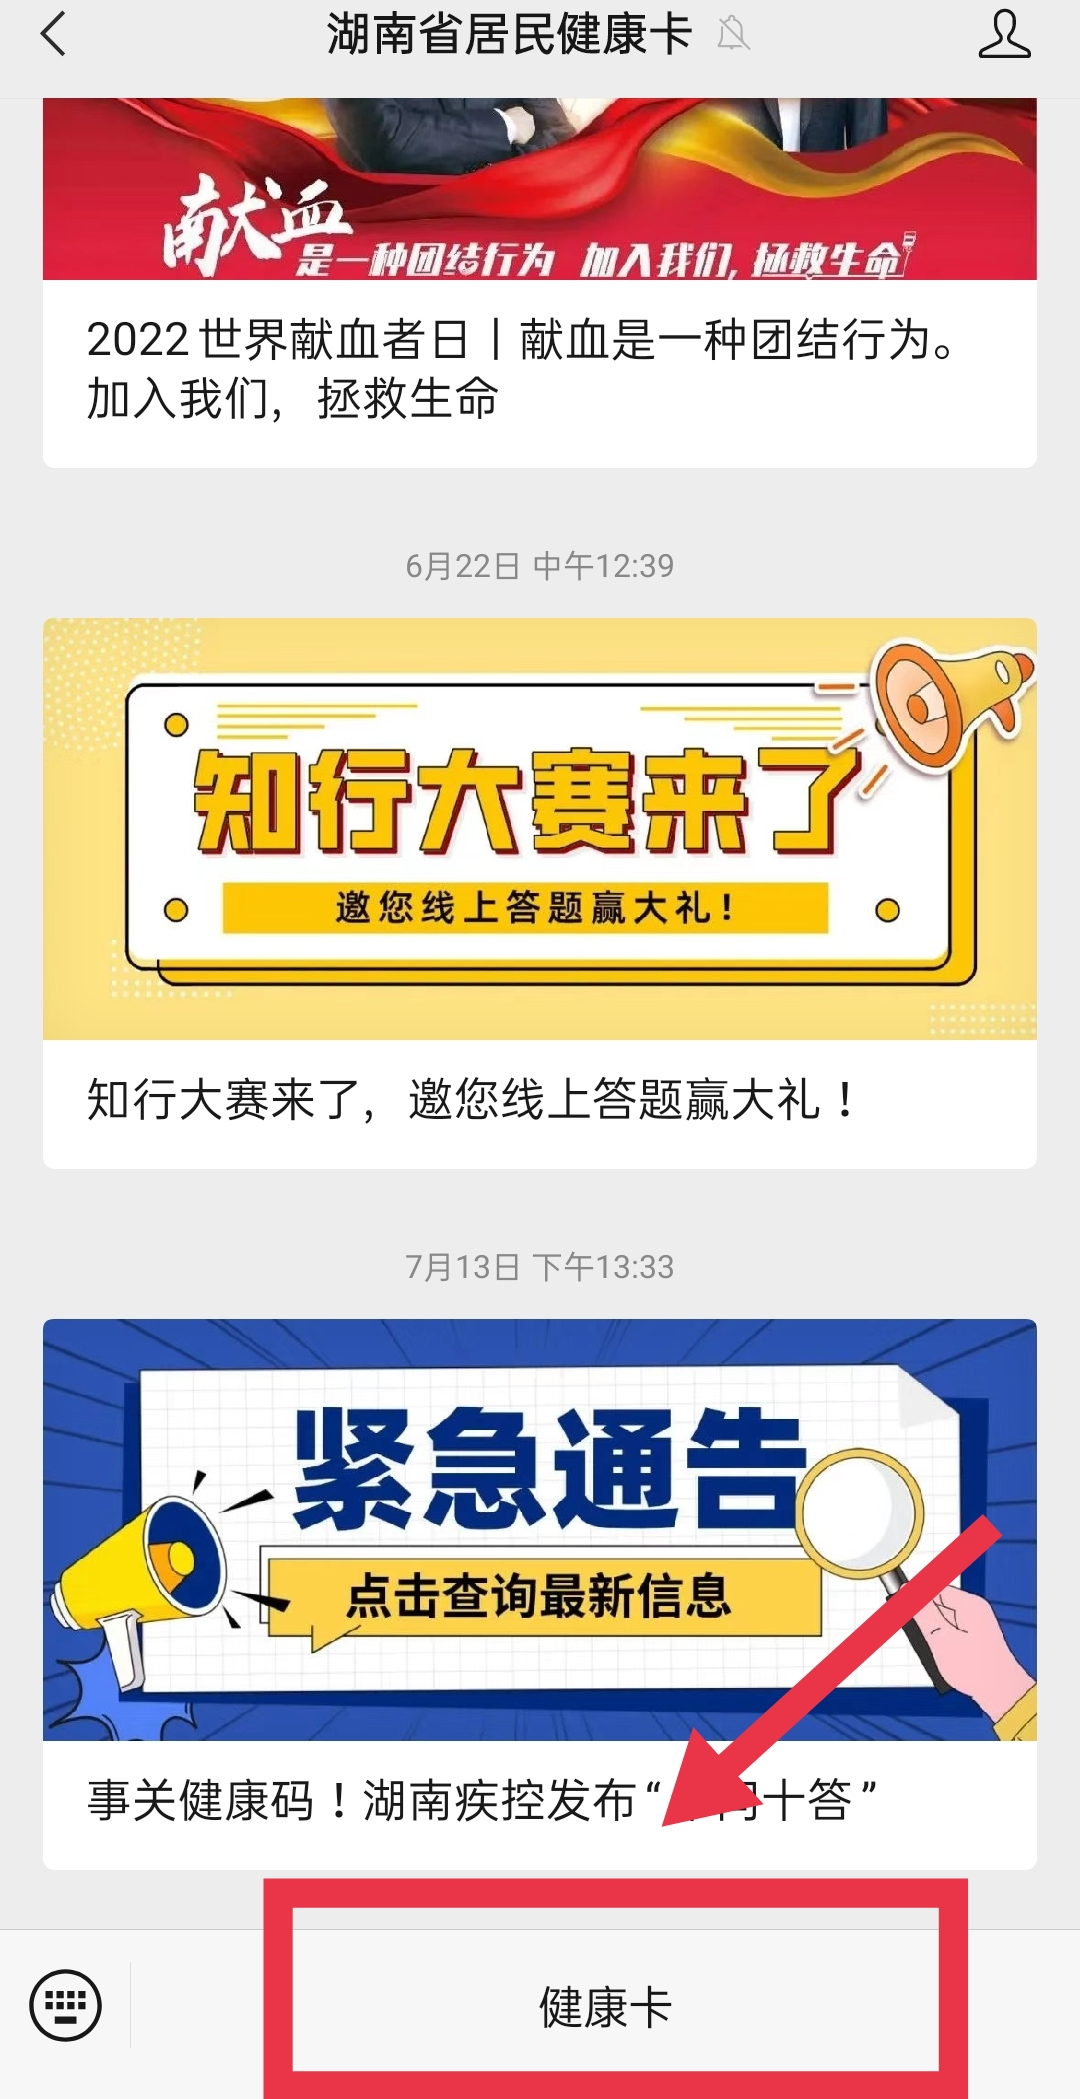 湖南省居民健康卡
献血
是一种团结行为 加入我们,拯救生命
2022世界献血者日丨献血是一种团结行为。
加入我们，拯救生命
6月22日 中午12:39
知行大赛来了
邀您线上答题赢大礼!
知行大赛来了，邀您线上答题赢大礼！
7月13日 下午13:33
紧急通告
点击查询最新信息
事关健康码！湖南疾控发布“ 问十答”
健康卡